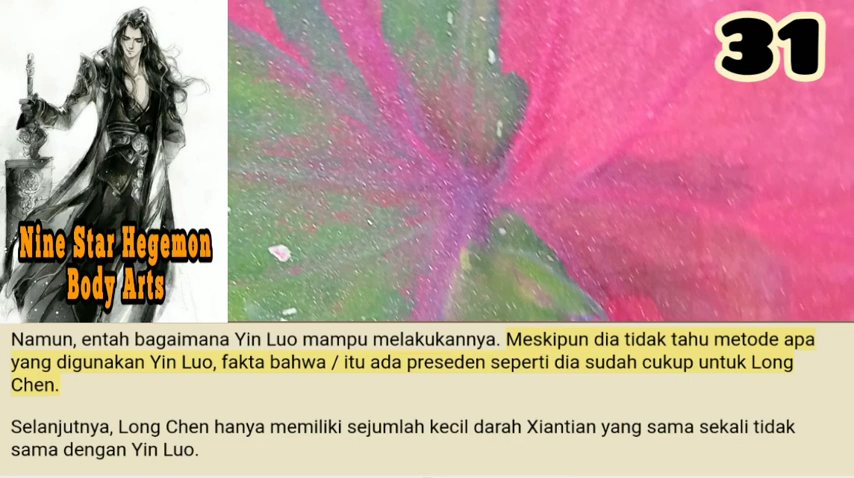 31
Nine Star Hegemon
Body Arts
Namun, entah bagaimana Yin Luo mampu melakukannya. Meskipun dia tidak tahu metode apa
yang digunakan Yin Luo, fakta bahwa / itu ada preseden seperti dia sudah cukup untuk Long
Chen.
Selanjutnya, Long Chen hanya memiliki sejumlah kecil darah Xiantian yang sama sekali tidak
sama dengan Yin Luo.